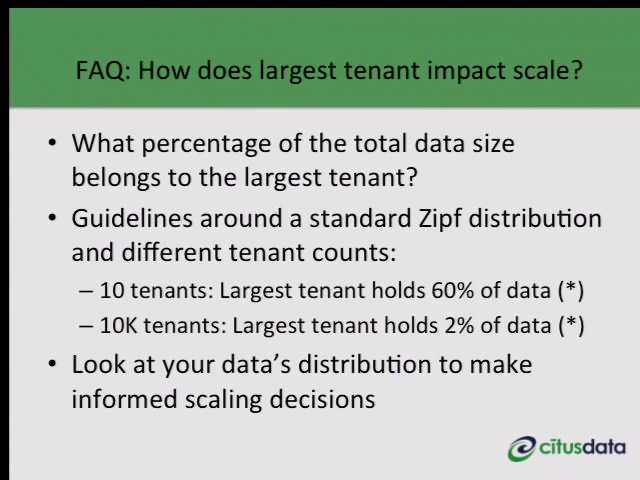 FAQ: How does largest tenant impact scale?
• What percentage of the total data size
belongs to the largest tenant?
• Guidelines around a standard Zipf distribution
and different tenant counts:
– 10 tenants: Largest tenant holds 60% of data (*)
– 10K tenants: Largest tenant holds 2% of data (*)
• Look at your data’s distribution to make
informed scaling decisions
citusdata